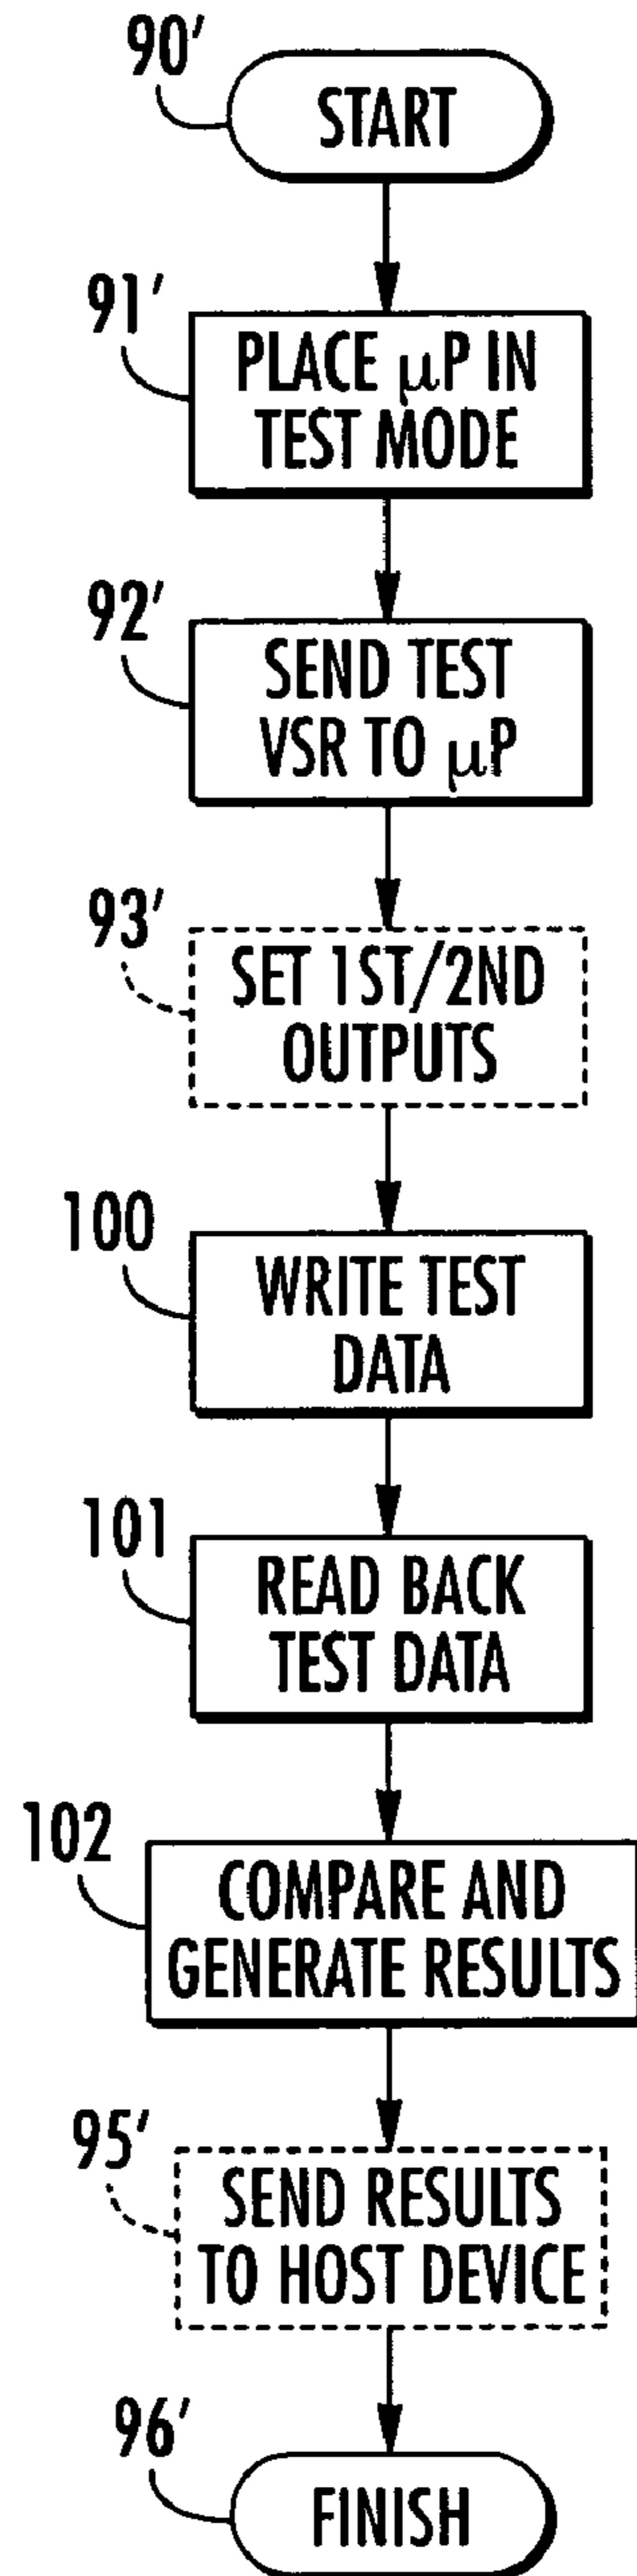 90′
START
91′
PLACE μP IN
TEST MODE
92′
SEND TEST
VSR TO μP
93′
SET 1ST/2ND
OUTPUTS
100
WRITE TEST
DATA
101
READ BACK
TEST DATA
102
COMPARE AND
GENERATE RESULTS
95′
SEND RESULTS
TO HOST DEVICE
96′
FINISH